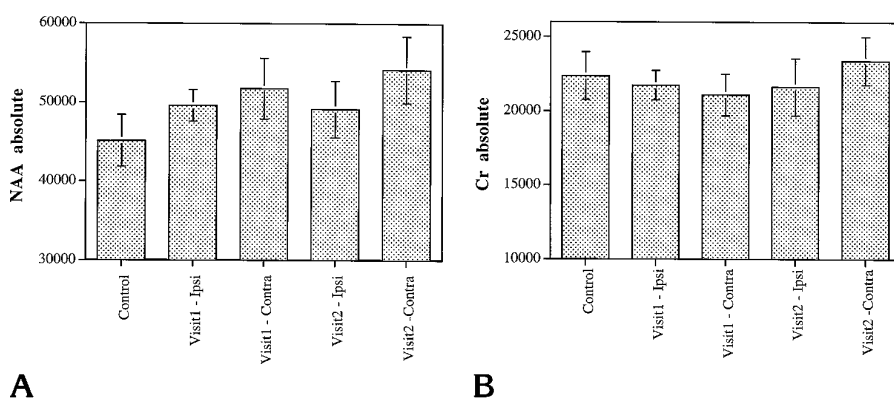 NAA absolute
60000
50000
40000
30000
Control
Visit1 - Ipsi
Visit1 - Contra
Visit2 - Ipsi
Visit2 -Contra
A
Cr absolute
25000
20000
15000
10000
Control
Visit1 - Ipsi
Visit1 - Contra
Visit2 - Ipsi
Visit2 -Contra
B